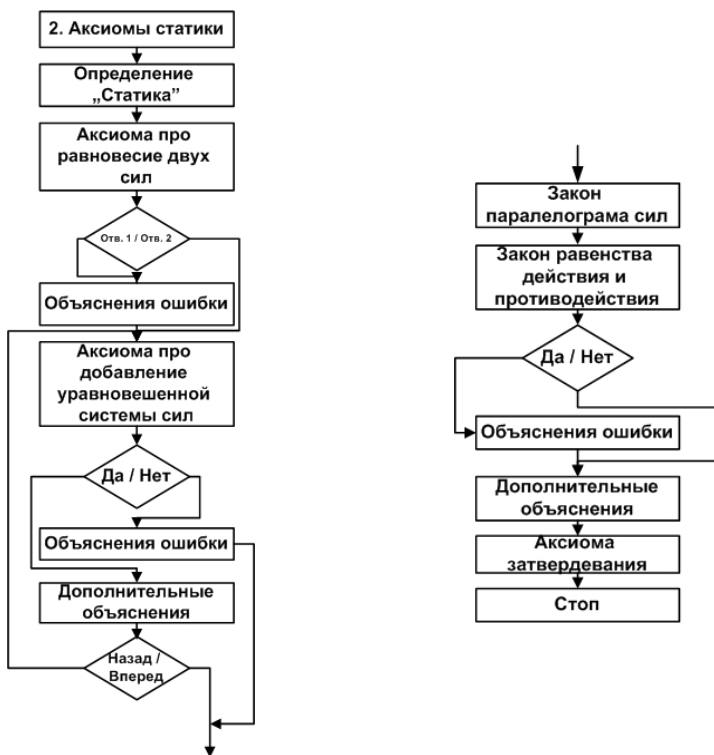 2. Аксиомы статики
Определение
„Статика”
Аксиома про
равновесие двух
сил
Отв. 1 / Отв. 2
Объяснения ошибки
Аксиома про
добавление
уравновешенной
системы сил
Да / Нет
Объяснения ошибки
Дополнительные
объяснения
Назад /
Вперед
Закон
паралелограма сил
Закон равенства
действия и
противодействия
Да / Нет
Объяснения ошибки
Дополнительные
объяснения
Аксиома
затвердевания
Стоп